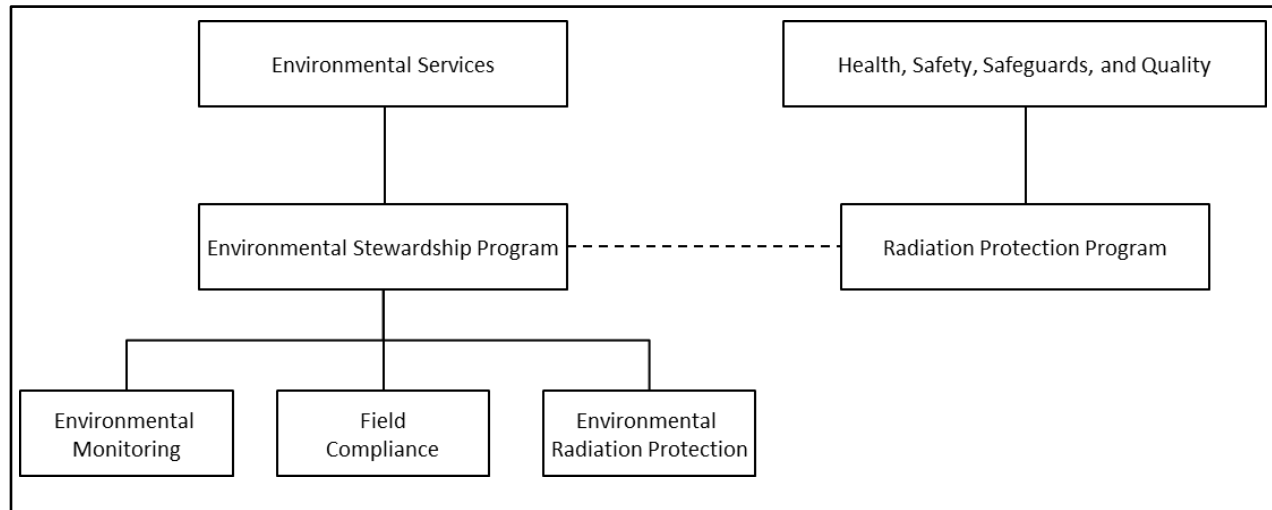 Environmental Services
Health, Safety, Safeguards, and Quality
Environmental Stewardship Program
Radiation Protection Program
Environmental
Monitoring
Field
Compliance
Environmental
Radiation Protection